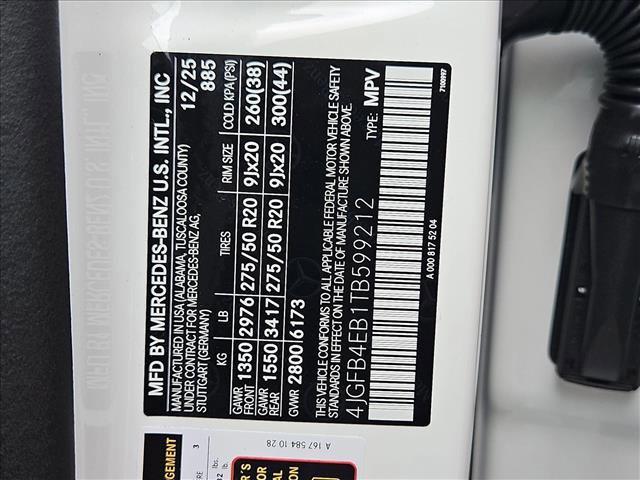 MFD BY MERCEDES-BENZ U.S. INTL., INC
MANUFACTURED IN USA (ALABAMA, TUSCALOOSA COUNTY) 12/25
UNDER CONTRACT FOR MERCEDES-BENZ AG, 885
STUTTGART (GERMANY)
KG LB TIRES RIM SIZE COLD KPA (PSI)
GAWR FRONT 1350 2976 275/50 R20 9Jx20 260(38)
GAWR REAR 1550 3417 275/50 R20 9Jx20 300(44)
GVWR 2800 6173
THIS VEHICLE CONFORMS TO ALL APPLICABLE FEDERAL MOTOR VEHICLE SAFETY
STANDARDS IN EFFECT ON THE DATE OF MANUFACTURE SHOWN ABOVE.
4JGFB4EB1TB599212 TYPE: MPV
A 000 817 52 04
7100997
A 167 584 10 28
3
lbs.
lb.